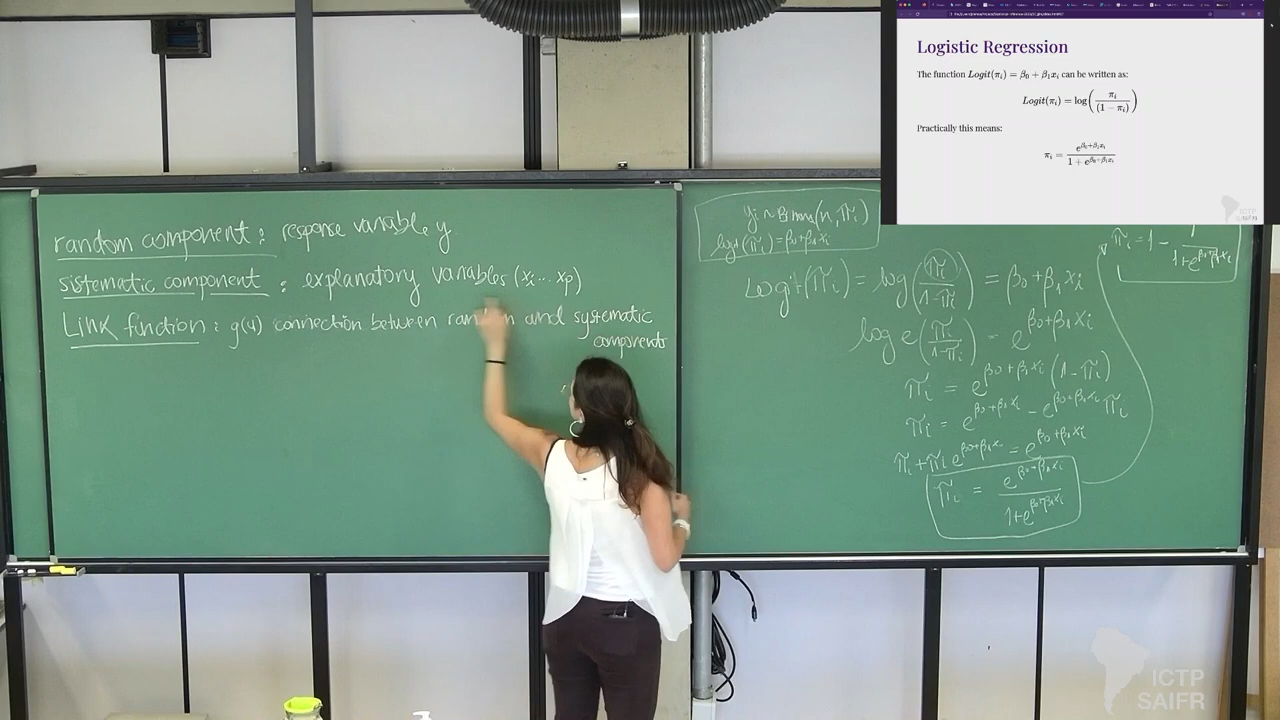 Logistic Regression
The function Logit(πᵢ) = β₀ + β₁xᵢ can be written as:
Logit(πᵢ) = log(πᵢ / (1 − πᵢ))
Practically this means:
πᵢ = e^(β₀+β₁xᵢ) / (1 + e^(β₀+β₁xᵢ))
ICTP
SAIFR
random component: response variable y
sistematic component: explanatory variables (x₁... xp)
Link function: g(u) connection between random and systematic
components
yᵢ ~ Binom(n, πᵢ)
logit(πᵢ) = β₀+β₁xᵢ
Logit(πᵢ) = log(πᵢ / 1−πᵢ) = β₀+β₁xᵢ
log e(πᵢ / 1−πᵢ) = e^(β₀+β₁xᵢ)
πᵢ = e^(β₀+β₁xᵢ) (1−πᵢ)
πᵢ = e^(β₀+β₁xᵢ) − e^(β₀+β₁xᵢ) πᵢ
πᵢ+πᵢ e^(β₀+β₁xᵢ) = e^(β₀+β₁xᵢ)
πᵢ = e^(β₀+β₁xᵢ) / 1+e^(β₀+β₁xᵢ)
πᵢ = 1 − 1 / 1+e^(β₀+β₁xᵢ)
ICTP
SAIFR